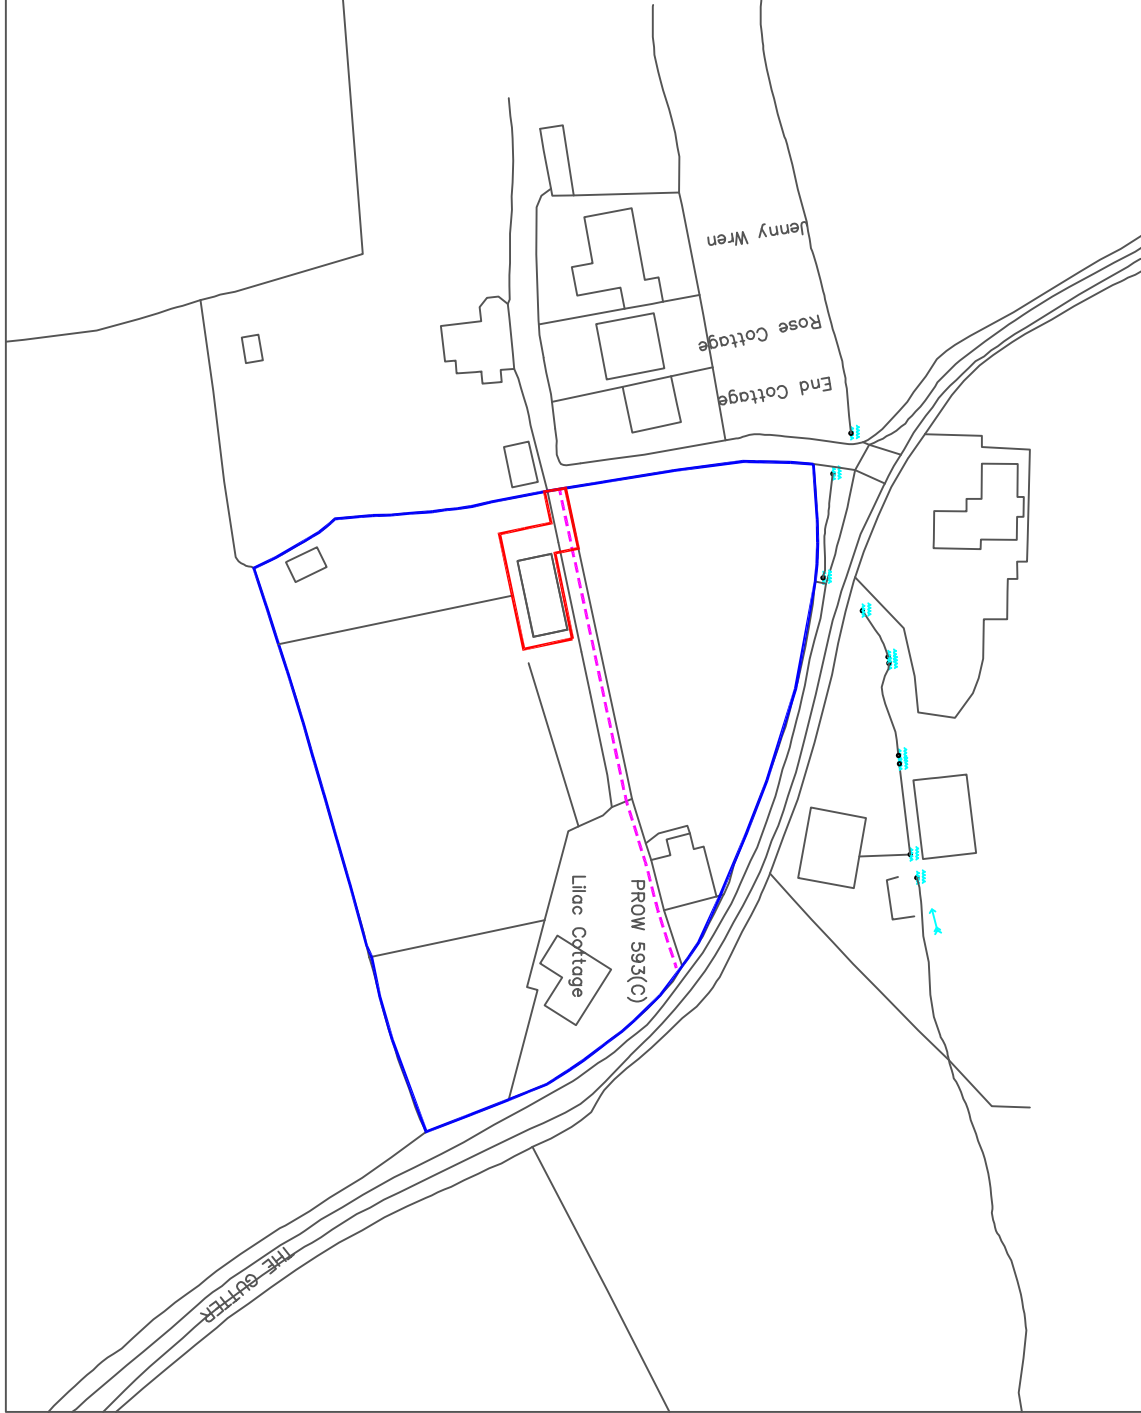 Jenny Wren
Rose Cottage
End Cottage
Lilac Cottage
PROW 593(C)
THE GUTTER